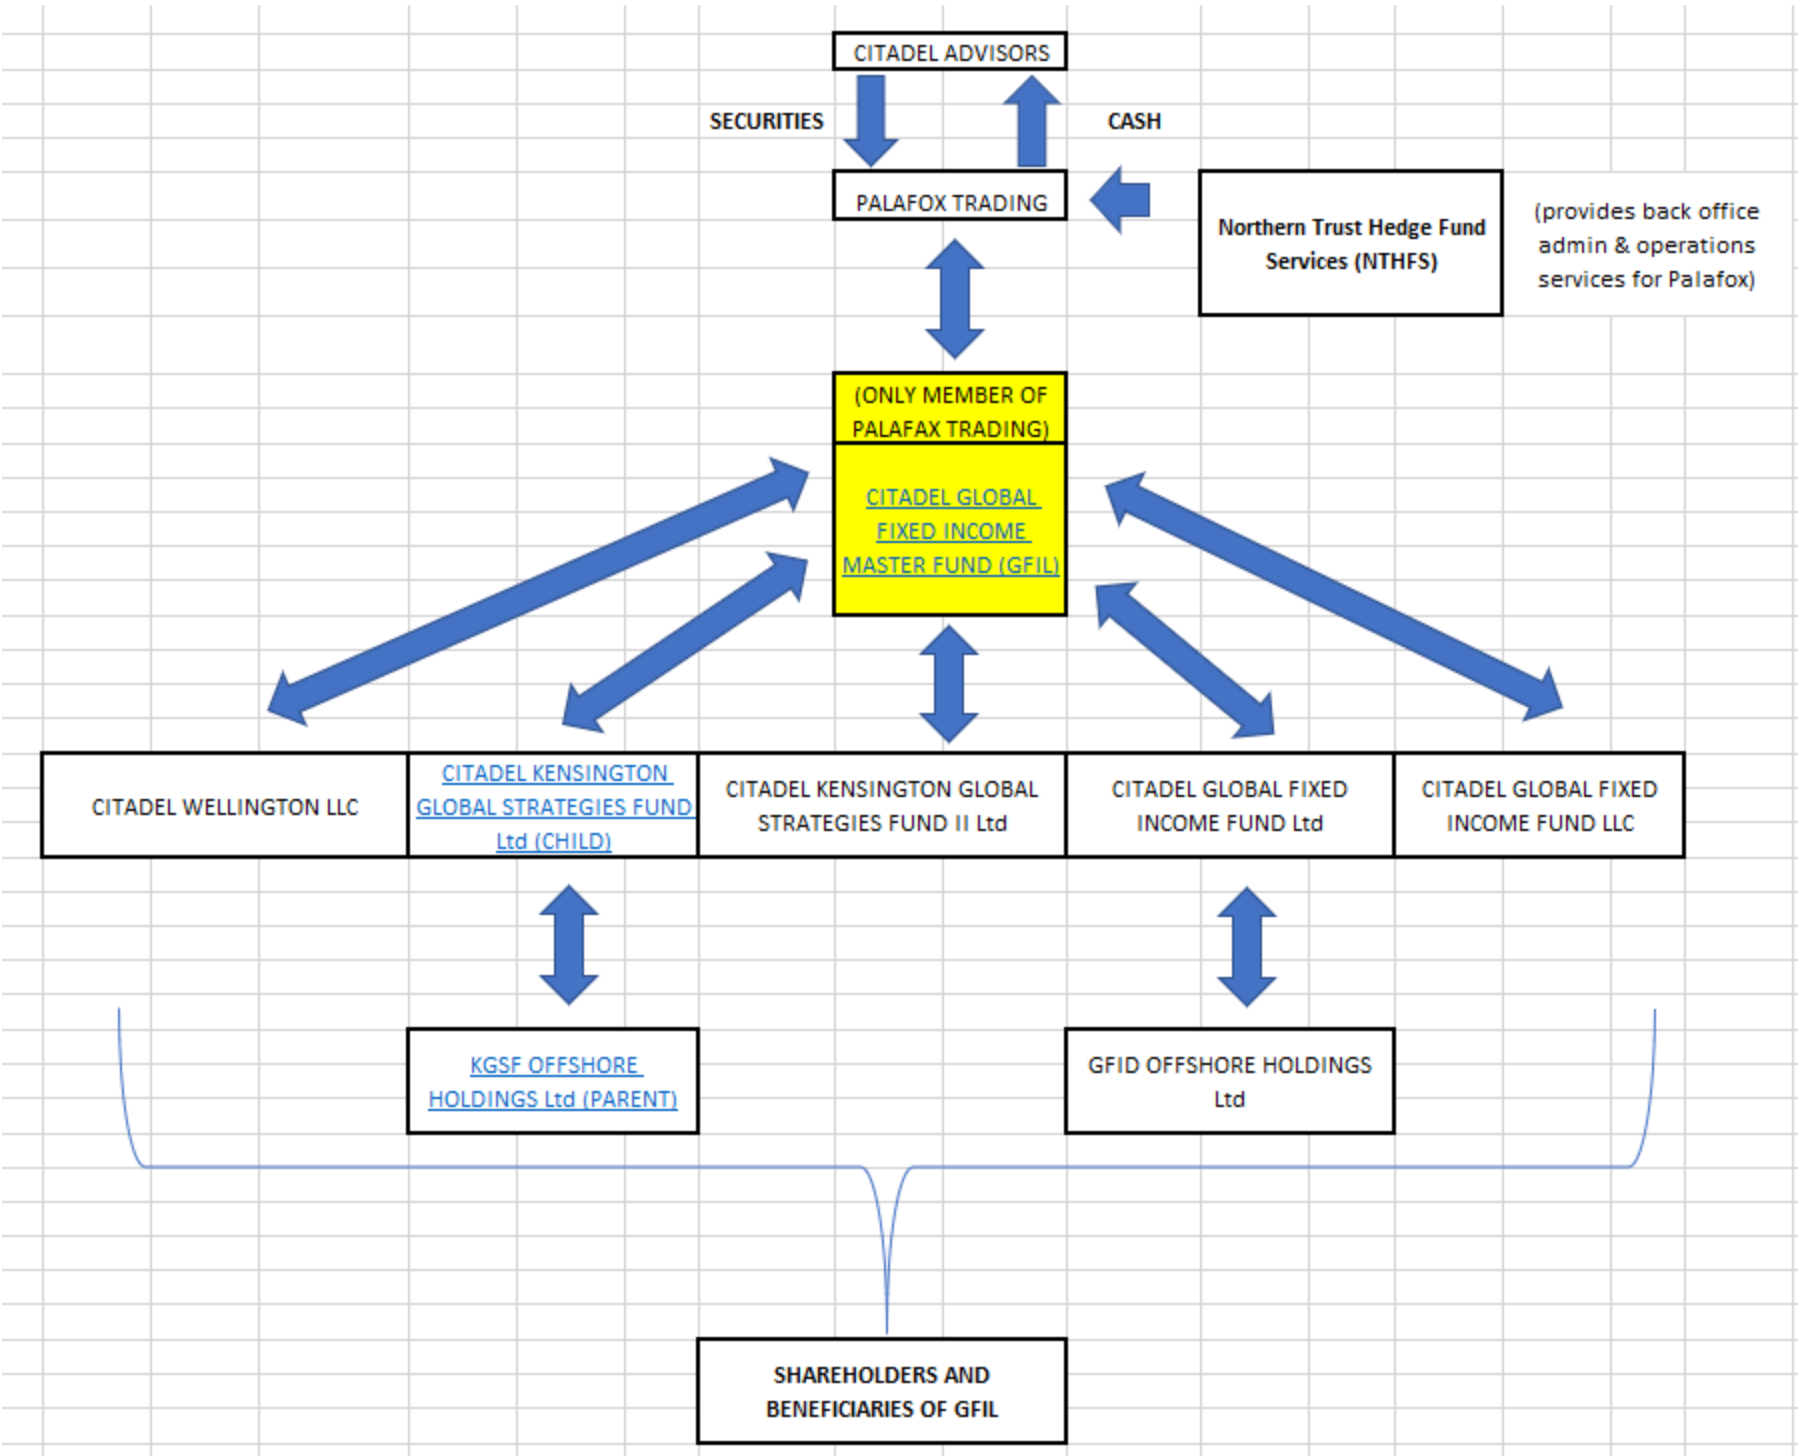 CITADEL ADVISORS
SECURITIES
CASH
PALAFOX TRADING
Northern Trust Hedge Fund
Services (NTHFS)
(provides back office
admin & operations
services for Palafox)
(ONLY MEMBER OF
PALAFAX TRADING)
CITADEL GLOBAL
FIXED INCOME
MASTER FUND (GFIL)
CITADEL WELLINGTON LLC
CITADEL KENSINGTON
GLOBAL STRATEGIES FUND
Ltd (CHILD)
CITADEL KENSINGTON GLOBAL
STRATEGIES FUND II Ltd
CITADEL GLOBAL FIXED
INCOME FUND Ltd
CITADEL GLOBAL FIXED
INCOME FUND LLC
KGSF OFFSHORE
HOLDINGS Ltd (PARENT)
GFID OFFSHORE HOLDINGS
Ltd
SHAREHOLDERS AND
BENEFICIARIES OF GFIL